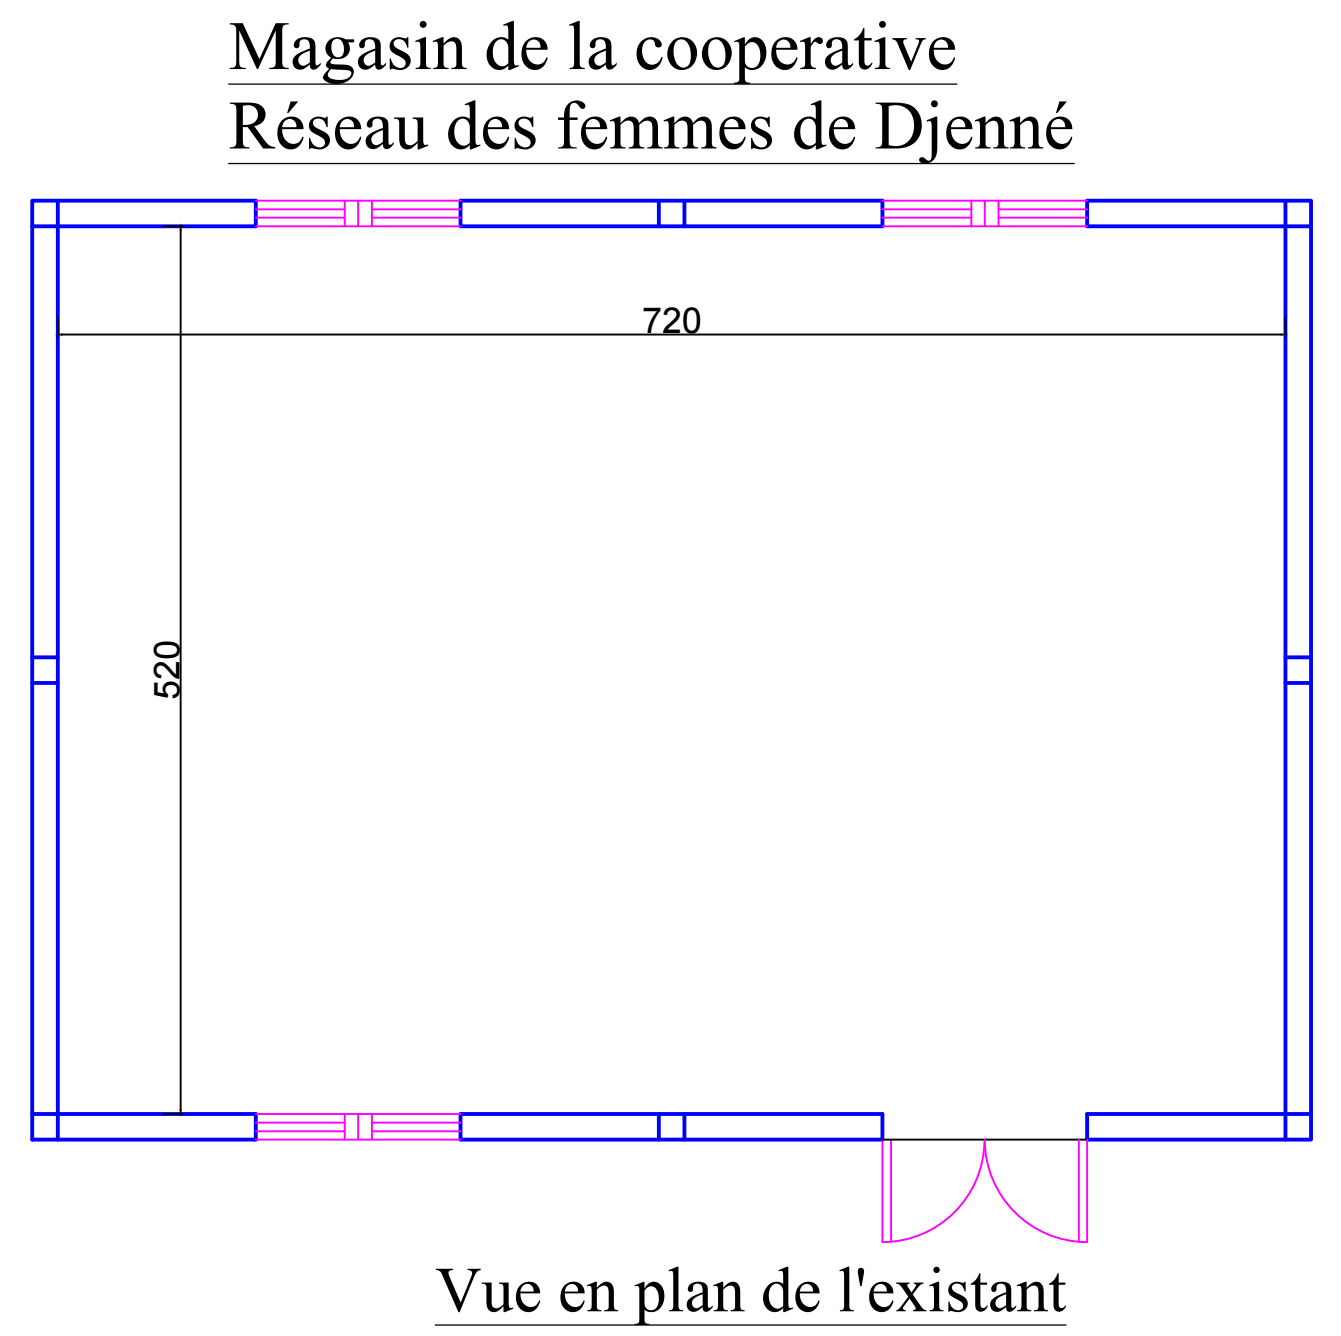 Magasin de la cooperative
Réseau des femmes de Djenné
720
520
Vue en plan de l'existant